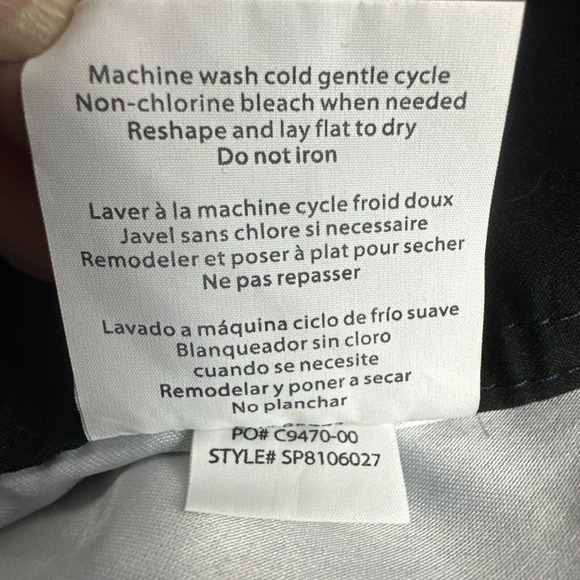 Machine wash cold gentle cycle
Non-chlorine bleach when needed
Reshape and lay flat to dry
Do not iron
Laver à la machine cycle froid doux
Javel sans chlore si necessaire
Remodeler et poser à plat pour secher
Ne pas repasser
Lavado a máquina ciclo de frío suave
Blanqueador sin cloro
cuando se necesite
Remodelar y poner a secar
No planchar
PO# C9470-00
STYLE# SP8106027